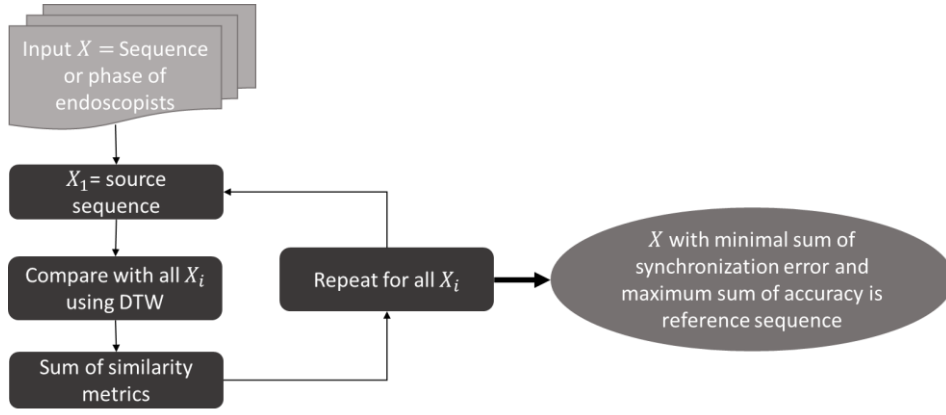 Input X = Sequence
or phase of
endoscopists
X₁= source
sequence
Compare with all Xᵢ
using DTW
Sum of similarity
metrics
Repeat for all Xᵢ
X with minimal sum of
synchronization error and
maximum sum of accuracy is
reference sequence